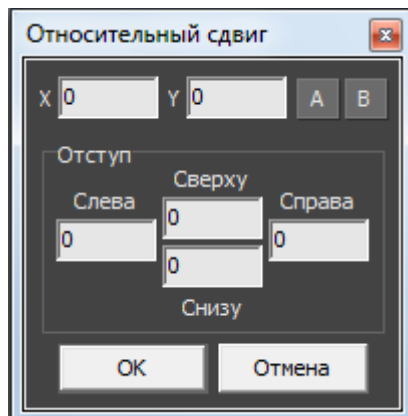 Относительный сдвиг
X 0 Y 0 A B
Отступ
Сверху
Слева 0 Справа
0 0 0
Снизу
OK Отмена